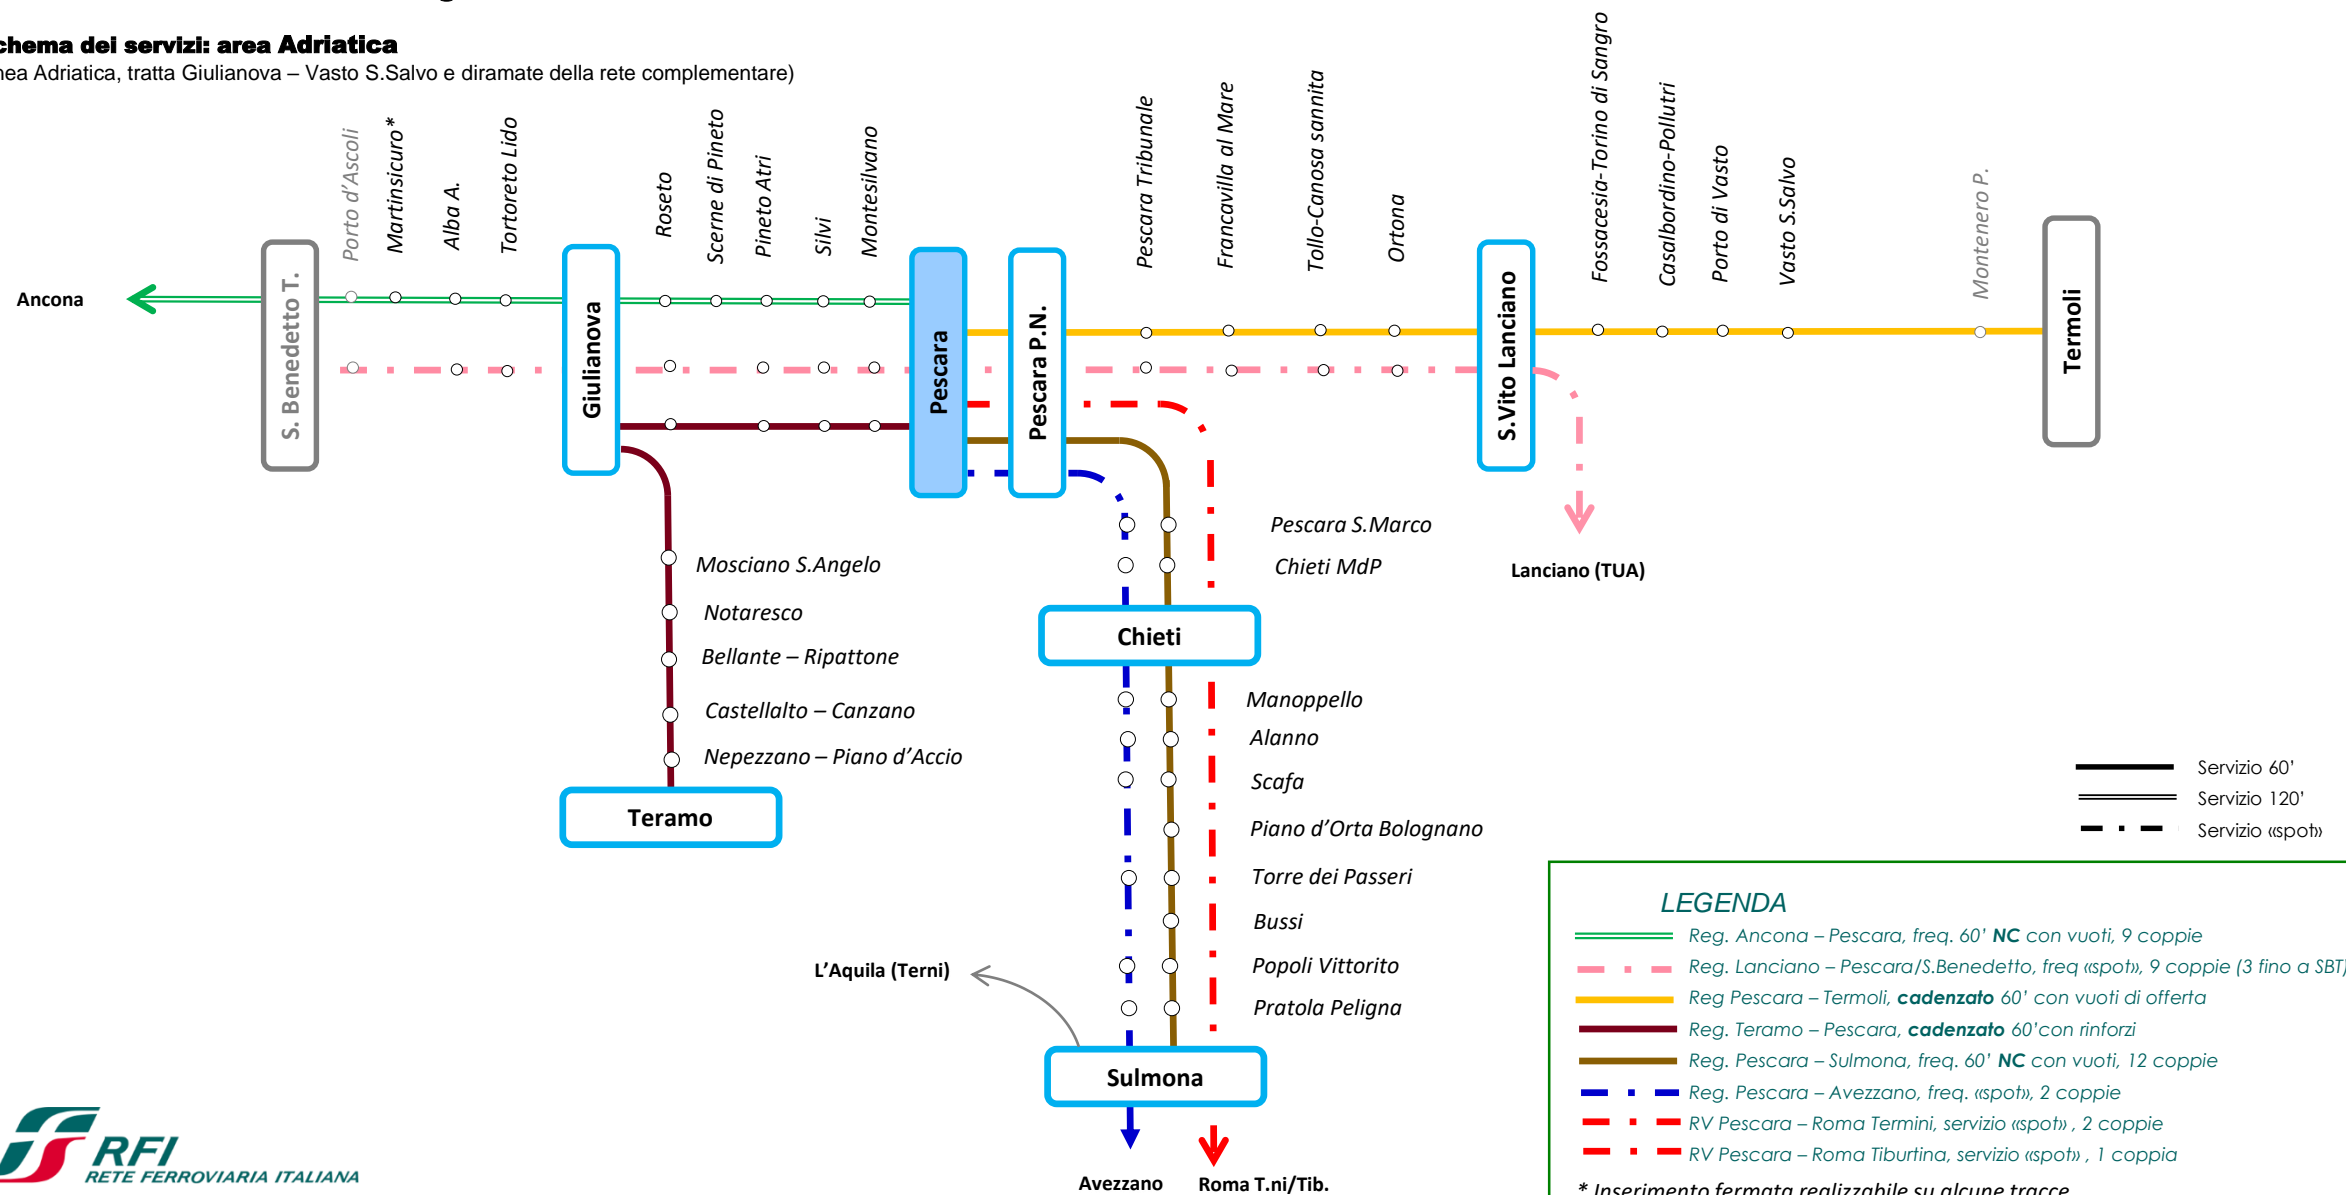 chema dei servizi: area Adriatica
nea Adriatica, tratta Giulianova – Vasto S.Salvo e diramate della rete complementare)
Porto d'Ascoli
Martinsicuro*
Alba A.
Tortoreto Lido
Roseto
Scerne di Pineto
Pineto Atri
Silvi
Montesilvano
Pescara Tribunale
Francavilla al Mare
Tollo-Canosa sannita
Ortona
Fossacesia-Torino di Sangro
Casalbordino-Pollutri
Porto di Vasto
Vasto S.Salvo
Montenero P.
Ancona
S. Benedetto T.
Giulianova
Pescara
Pescara P.N.
S.Vito Lanciano
Termoli
Pescara S.Marco
Chieti MdP
Lanciano (TUA)
Mosciano S.Angelo
Notaresco
Bellante – Ripattone
Castellalto – Canzano
Nepezzano – Piano d'Accio
Teramo
Chieti
Manoppello
Alanno
Scafa
Piano d'Orta Bolognano
Torre dei Passeri
Bussi
Popoli Vittorito
Pratola Peligna
L'Aquila (Terni)
Sulmona
Avezzano
Roma T.ni/Tib.
Servizio 60'
Servizio 120'
Servizio «spot»
LEGENDA
Reg. Ancona – Pescara, freq. 60' NC con vuoti, 9 coppie
Reg. Lanciano – Pescara/S.Benedetto, freq «spot», 9 coppie (3 fino a SBT)
Reg Pescara – Termoli, cadenzato 60' con vuoti di offerta
Reg. Teramo – Pescara, cadenzato 60'con rinforzi
Reg. Pescara – Sulmona, freq. 60' NC con vuoti, 12 coppie
Reg. Pescara – Avezzano, freq. «spot», 2 coppie
RV Pescara – Roma Termini, servizio «spot» , 2 coppie
RV Pescara – Roma Tiburtina, servizio «spot» , 1 coppia
* Inserimento fermata realizzabile su alcune tracce
RFI
RETE FERROVIARIA ITALIANA